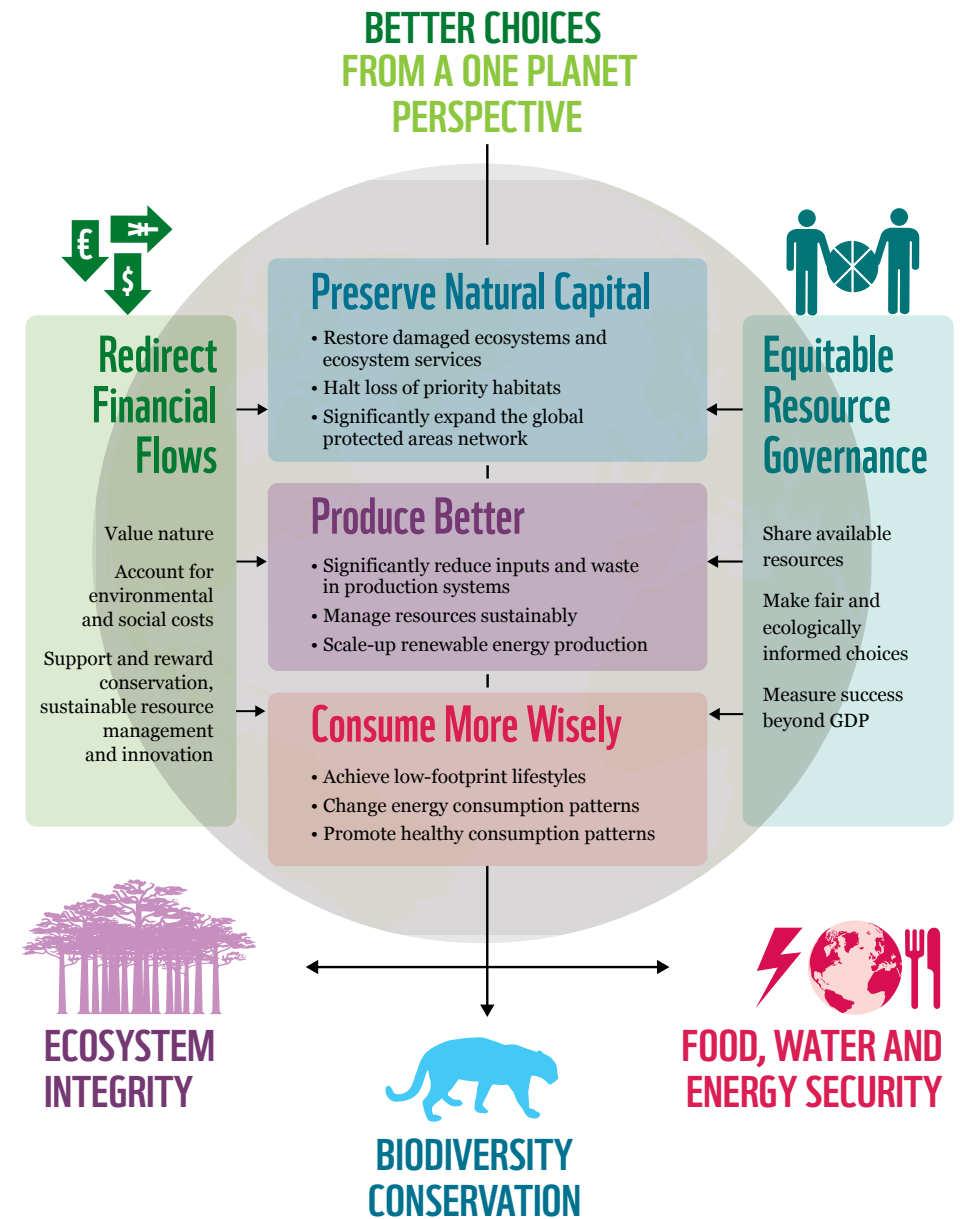 BETTER CHOICES
FROM A ONE PLANET
PERSPECTIVE
€
¥
$
Redirect
Financial
Flows
Value nature
Account for
environmental
and social costs
Support and reward
conservation,
sustainable resource
management
and innovation
Preserve Natural Capital
• Restore damaged ecosystems and
ecosystem services
• Halt loss of priority habitats
• Significantly expand the global
protected areas network
Produce Better
• Significantly reduce inputs and waste
in production systems
• Manage resources sustainably
• Scale-up renewable energy production
Consume More Wisely
• Achieve low-footprint lifestyles
• Change energy consumption patterns
• Promote healthy consumption patterns
Equitable
Resource
Governance
Share available
resources
Make fair and
ecologically
informed choices
Measure success
beyond GDP
ECOSYSTEM
INTEGRITY
BIODIVERSITY
CONSERVATION
FOOD, WATER AND
ENERGY SECURITY